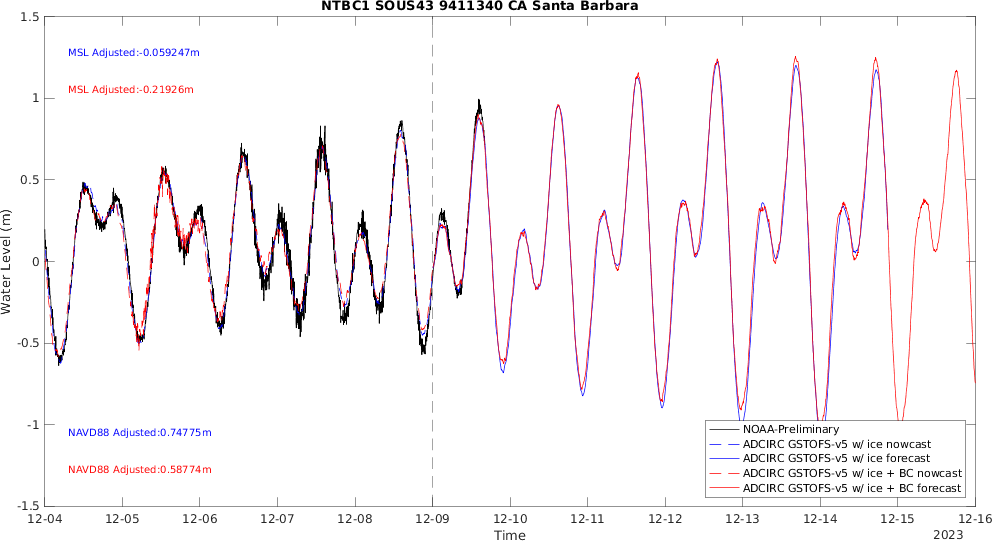 NTBC1 SOUS43 9411340 CA Santa Barbara
1.5
1
0.5
0
-0.5
-1
-1.5
Water Level (m)
MSL Adjusted:-0.059247m
MSL Adjusted:-0.21926m
NAVD88 Adjusted:0.74775m
NAVD88 Adjusted:0.58774m
NOAA-Preliminary
ADCIRC GSTOFS-v5 w/ ice nowcast
ADCIRC GSTOFS-v5 w/ ice forecast
ADCIRC GSTOFS-v5 w/ ice + BC nowcast
ADCIRC GSTOFS-v5 w/ ice + BC forecast
12-04 12-05 12-06 12-07 12-08 12-09 12-10 12-11 12-12 12-13 12-14 12-15 12-16
Time
2023